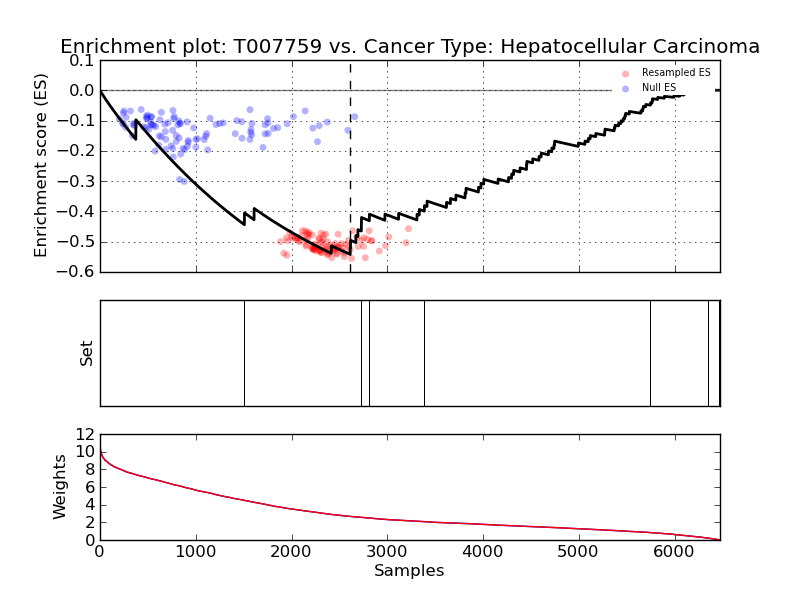 Enrichment plot: T007759 vs. Cancer Type: Hepatocellular Carcinoma
Enrichment score (ES)
0.1
0.0
−0.1
−0.2
−0.3
−0.4
−0.5
−0.6
Resampled ES
Null ES
Set
Weights
12
10
8
6
4
2
0
0 1000 2000 3000 4000 5000 6000
Samples